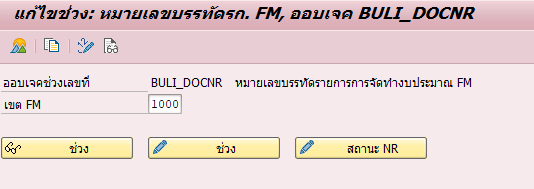 แก้ไขช่วง: หมายเลขบรรทัดรก. FM, ออบเจค BULI_DOCNR
ออบเจคช่วงเลขที่ BULI_DOCNR หมายเลขบรรทัดรายการการจัดทำงบประมาณ FM
เขต FM 1000
ช่วง ช่วง สถานะ NR